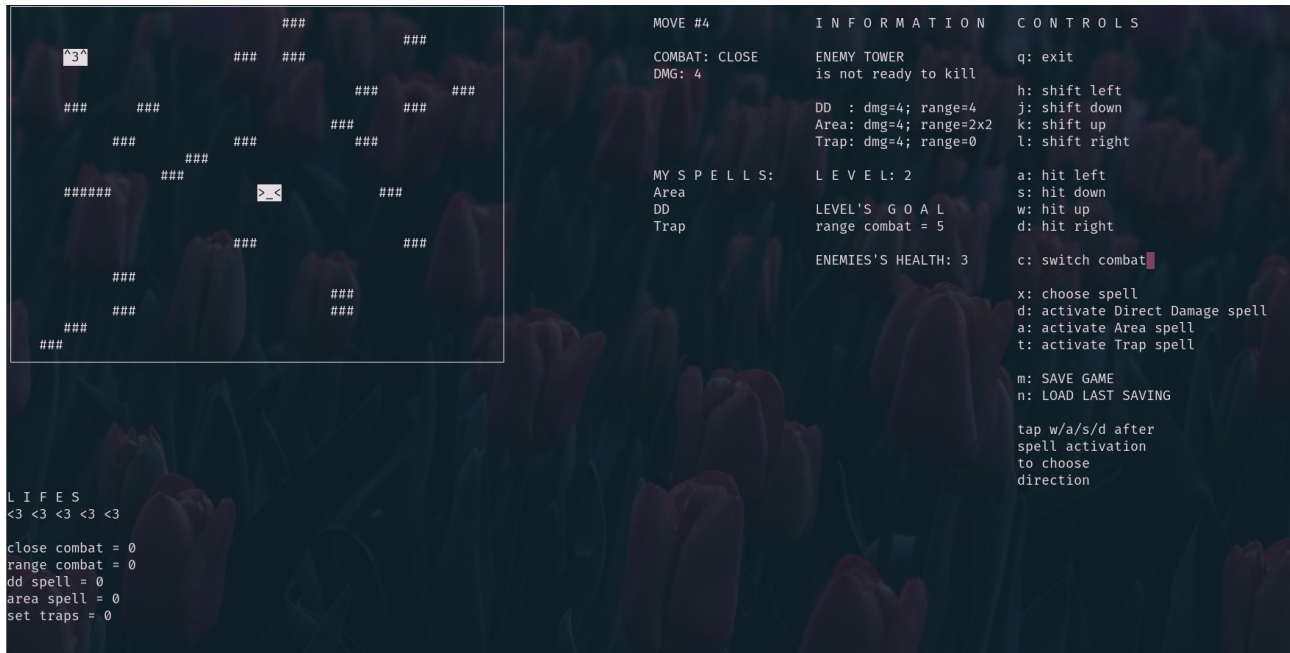 ###
###
^3^ ### ###
### ###
### ### ###
###
### ### ###
###
###
###### >_< ###
### ###
###
###
### ###
###
###
L I F E S
<3 <3 <3 <3 <3
close combat = 0
range combat = 0
dd spell = 0
area spell = 0
set traps = 0
MOVE #4
COMBAT: CLOSE
DMG: 4
MY S P E L L S:
Area
DD
Trap
I N F O R M A T I O N
ENEMY TOWER
is not ready to kill
DD  : dmg=4; range=4
Area: dmg=4; range=2x2
Trap: dmg=4; range=0
L E V E L: 2
LEVEL'S  G O A L
range combat = 5
ENEMIES'S HEALTH: 3
C O N T R O L S
q: exit
h: shift left
j: shift down
k: shift up
l: shift right
a: hit left
s: hit down
w: hit up
d: hit right
c: switch combat
x: choose spell
d: activate Direct Damage spell
a: activate Area spell
t: activate Trap spell
m: SAVE GAME
n: LOAD LAST SAVING
tap w/a/s/d after
spell activation
to choose
direction